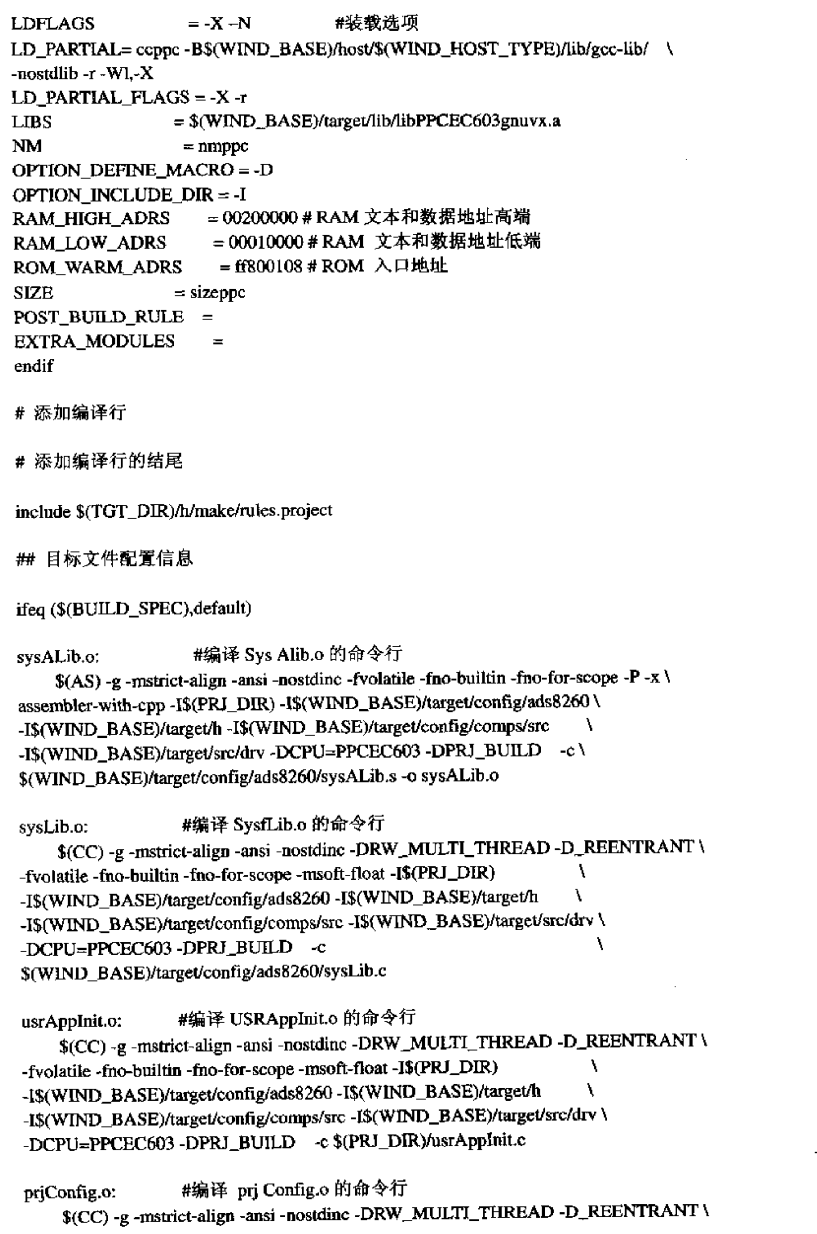 LDFLAGS = -X –N #装载选项
LD_PARTIAL= ccppc -B$(WIND_BASE)/host/$(WIND_HOST_TYPE)/lib/gcc-lib/ \
-nostdlib -r -Wl,-X
LD_PARTIAL_FLAGS = -X -r
LIBS = $(WIND_BASE)/target/lib/libPPCEC603gnuvx.a
NM = nmppc
OPTION_DEFINE_MACRO = -D
OPTION_INCLUDE_DIR = -I
RAM_HIGH_ADRS = 00200000 # RAM 文本和数据地址高端
RAM_LOW_ADRS = 00010000 # RAM 文本和数据地址低端
ROM_WARM_ADRS = ff800108 # ROM 入口地址
SIZE = sizeppc
POST_BUILD_RULE =
EXTRA_MODULES =
endif
# 添加编译行
# 添加编译行的结尾
include $(TGT_DIR)/h/make/rules.project
## 目标文件配置信息
ifeq ($(BUILD_SPEC),default)
sysALib.o: #编译 Sys Alib.o 的命令行
$(AS) -g -mstrict-align -ansi -nostdinc -fvolatile -fno-builtin -fno-for-scope -P -x \
assembler-with-cpp -I$(PRJ_DIR) -I$(WIND_BASE)/target/config/ads8260 \
-I$(WIND_BASE)/target/h -I$(WIND_BASE)/target/config/comps/src \
-I$(WIND_BASE)/target/src/drv -DCPU=PPCEC603 -DPRJ_BUILD -c \
$(WIND_BASE)/target/config/ads8260/sysALib.s -o sysALib.o
sysLib.o: #编译 SysfLib.o 的命令行
$(CC) -g -mstrict-align -ansi -nostdinc -DRW_MULTI_THREAD -D_REENTRANT \
-fvolatile -fno-builtin -fno-for-scope -msoft-float -I$(PRJ_DIR) \
-I$(WIND_BASE)/target/config/ads8260 -I$(WIND_BASE)/target/h \
-I$(WIND_BASE)/target/config/comps/src -I$(WIND_BASE)/target/src/drv \
-DCPU=PPCEC603 -DPRJ_BUILD -c \
$(WIND_BASE)/target/config/ads8260/sysLib.c
usrAppInit.o: #编译 USRAppInit.o 的命令行
$(CC) -g -mstrict-align -ansi -nostdinc -DRW_MULTI_THREAD -D_REENTRANT \
-fvolatile -fno-builtin -fno-for-scope -msoft-float -I$(PRJ_DIR) \
-I$(WIND_BASE)/target/config/ads8260 -I$(WIND_BASE)/target/h \
-I$(WIND_BASE)/target/config/comps/src -I$(WIND_BASE)/target/src/drv \
-DCPU=PPCEC603 -DPRJ_BUILD -c $(PRJ_DIR)/usrAppInit.c
prjConfig.o: #编译 prj Config.o 的命令行
$(CC) -g -mstrict-align -ansi -nostdinc -DRW_MULTI_THREAD -D_REENTRANT \